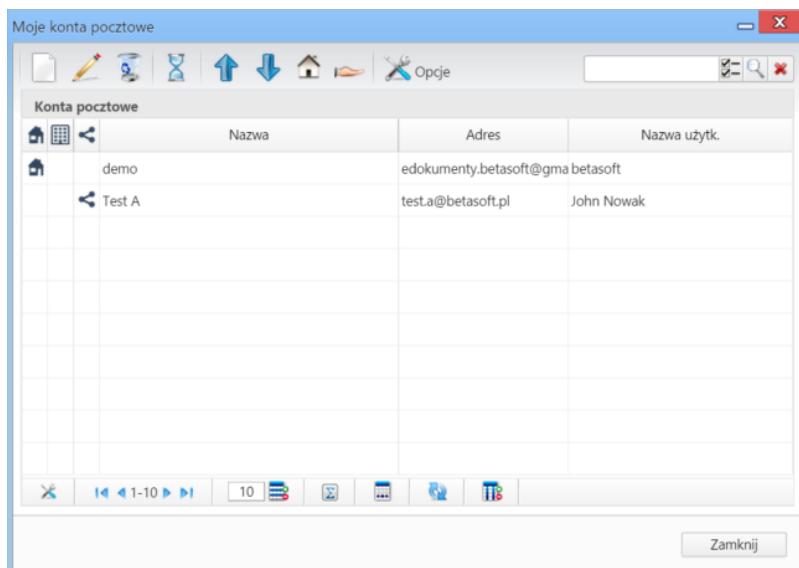 Moje konta pocztowe
Opcje
Konta pocztowe
Nazwa Adres Nazwa użytk.
demo edokumenty.betasoft@gma betasoft
Test A test.a@betasoft.pl John Nowak
1-10 10
Zamknij